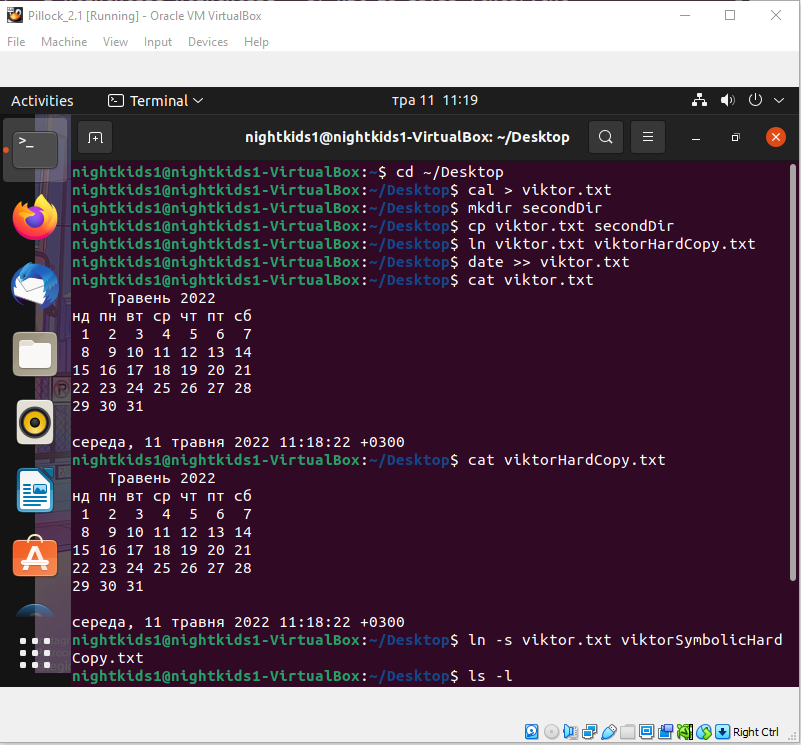 Pillock_2.1 [Running] - Oracle VM VirtualBox
File Machine View Input Devices Help
Activities Terminal тра 11 11:19
nightkids1@nightkids1-VirtualBox: ~/Desktop
nightkids1@nightkids1-VirtualBox:~$ cd ~/Desktop
nightkids1@nightkids1-VirtualBox:~/Desktop$ cal > viktor.txt
nightkids1@nightkids1-VirtualBox:~/Desktop$ mkdir secondDir
nightkids1@nightkids1-VirtualBox:~/Desktop$ cp viktor.txt secondDir
nightkids1@nightkids1-VirtualBox:~/Desktop$ ln viktor.txt viktorHardCopy.txt
nightkids1@nightkids1-VirtualBox:~/Desktop$ date >> viktor.txt
nightkids1@nightkids1-VirtualBox:~/Desktop$ cat viktor.txt
Травень 2022
нд пн вт ср чт пт сб
1 2 3 4 5 6 7
8 9 10 11 12 13 14
15 16 17 18 19 20 21
22 23 24 25 26 27 28
29 30 31
середа, 11 травня 2022 11:18:22 +0300
nightkids1@nightkids1-VirtualBox:~/Desktop$ cat viktorHardCopy.txt
Травень 2022
нд пн вт ср чт пт сб
1 2 3 4 5 6 7
8 9 10 11 12 13 14
15 16 17 18 19 20 21
22 23 24 25 26 27 28
29 30 31
середа, 11 травня 2022 11:18:22 +0300
nightkids1@nightkids1-VirtualBox:~/Desktop$ ln -s viktor.txt viktorSymbolicHard
Copy.txt
nightkids1@nightkids1-VirtualBox:~/Desktop$ ls -l
Right Ctrl